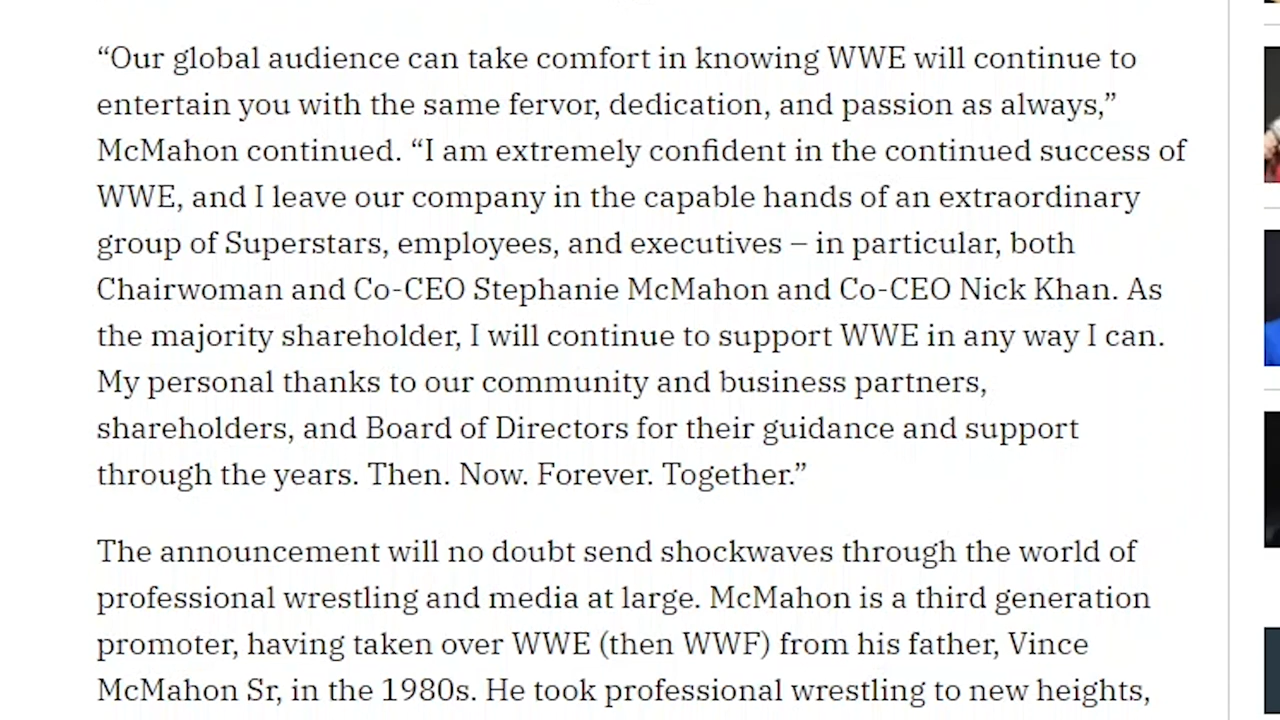 “Our global audience can take comfort in knowing WWE will continue to
entertain you with the same fervor, dedication, and passion as always,”
McMahon continued. “I am extremely confident in the continued success of
WWE, and I leave our company in the capable hands of an extraordinary
group of Superstars, employees, and executives – in particular, both
Chairwoman and Co-CEO Stephanie McMahon and Co-CEO Nick Khan. As
the majority shareholder, I will continue to support WWE in any way I can.
My personal thanks to our community and business partners,
shareholders, and Board of Directors for their guidance and support
through the years. Then. Now. Forever. Together.”
The announcement will no doubt send shockwaves through the world of
professional wrestling and media at large. McMahon is a third generation
promoter, having taken over WWE (then WWF) from his father, Vince
McMahon Sr, in the 1980s. He took professional wrestling to new heights,